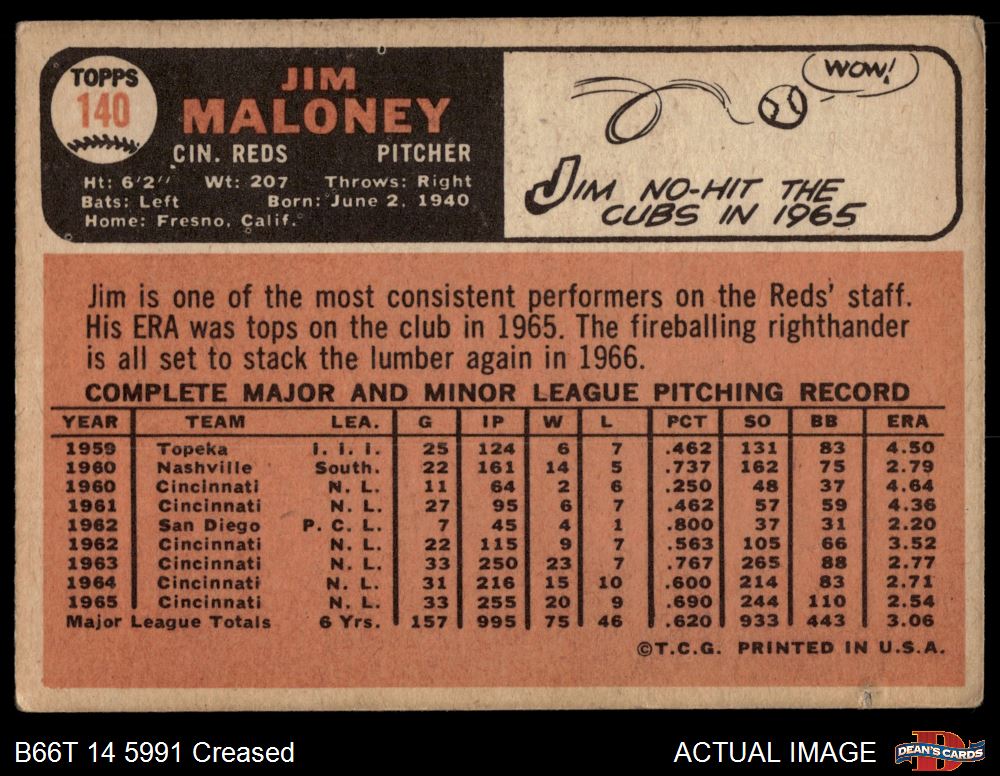 TOPPS
140
JIM
MALONEY
CIN. REDS PITCHER
Ht: 6'2" Wt: 207 Throws: Right
Bats: Left Born: June 2, 1940
Home: Fresno, Calif.
WOW!
JIM NO-HIT THE
CUBS IN 1965
Jim is one of the most consistent performers on the Reds' staff.
His ERA was tops on the club in 1965. The fireballing righthander
is all set to stack the lumber again in 1966.
COMPLETE MAJOR AND MINOR LEAGUE PITCHING RECORD
YEAR TEAM LEA. G IP W L PCT SO BB ERA
1959 Topeka I. I. I. 25 124 6 7 .462 131 83 4.50
1960 Nashville South. 22 161 14 5 .737 162 75 2.79
1960 Cincinnati N. L. 11 64 2 6 .250 48 37 4.64
1961 Cincinnati N. L. 27 95 6 7 .462 57 59 4.36
1962 San Diego P. C. L. 7 45 4 1 .800 37 31 2.20
1962 Cincinnati N. L. 22 115 9 7 .563 105 66 3.52
1963 Cincinnati N. L. 33 250 23 7 .767 265 88 2.77
1964 Cincinnati N. L. 31 216 15 10 .600 214 83 2.71
1965 Cincinnati N. L. 33 255 20 9 .690 244 110 2.54
Major League Totals 6 Yrs. 157 995 75 46 .620 933 443 3.06
©T.C.G. PRINTED IN U.S.A.
B66T 14 5991 Creased ACTUAL IMAGE
DEAN'S CARDS